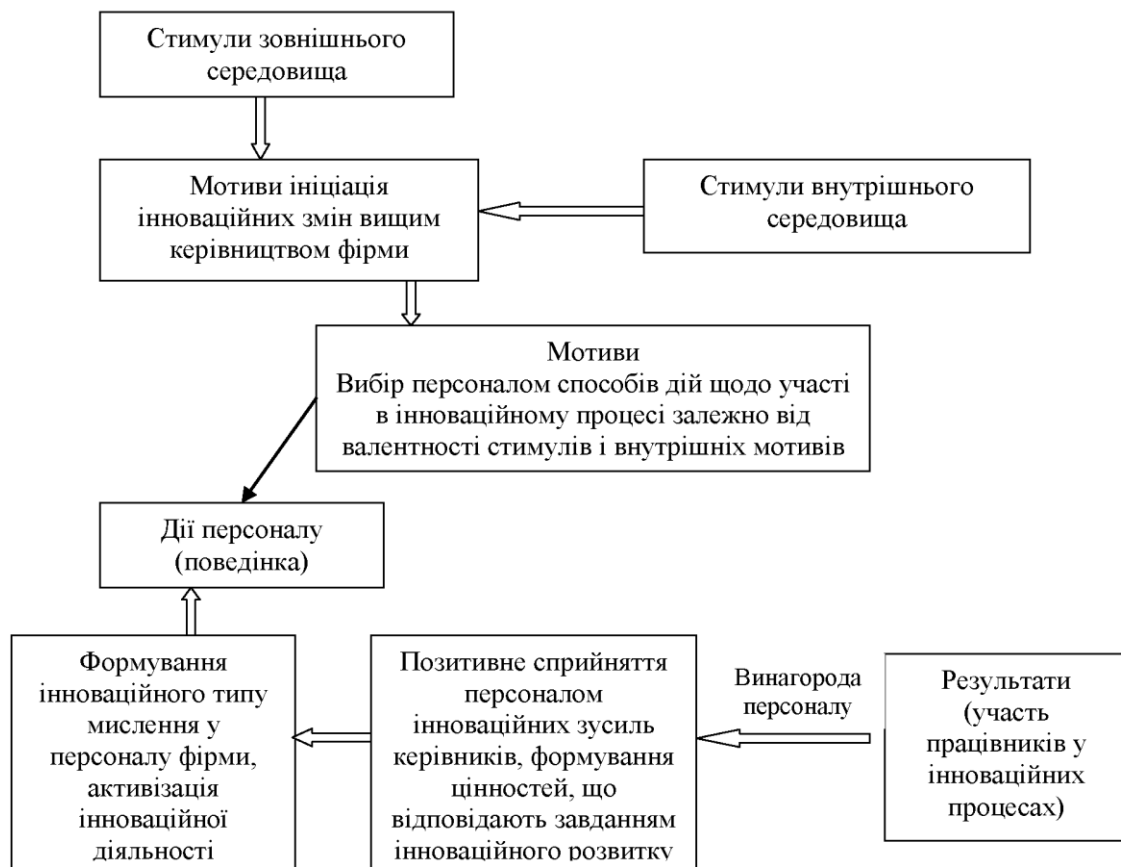 Стимули зовнішнього
середовища
Мотиви ініціація
інноваційних змін вищим
керівництвом фірми
Стимули внутрішнього
середовища
Мотиви
Вибір персоналом способів дій щодо участі
в інноваційному процесі залежно від
валентності стимулів і внутрішніх мотивів
Дії персоналу
(поведінка)
Формування
інноваційного типу
мислення у
персоналу фірми,
активізація
інноваційної
діяльності
Позитивне сприйняття
персоналом
інноваційних зусиль
керівників, формування
цінностей, що
відповідають завданням
інноваційного розвитку
Винагорода
персоналу
Результати
(участь
працівників у
інноваційних
процесах)